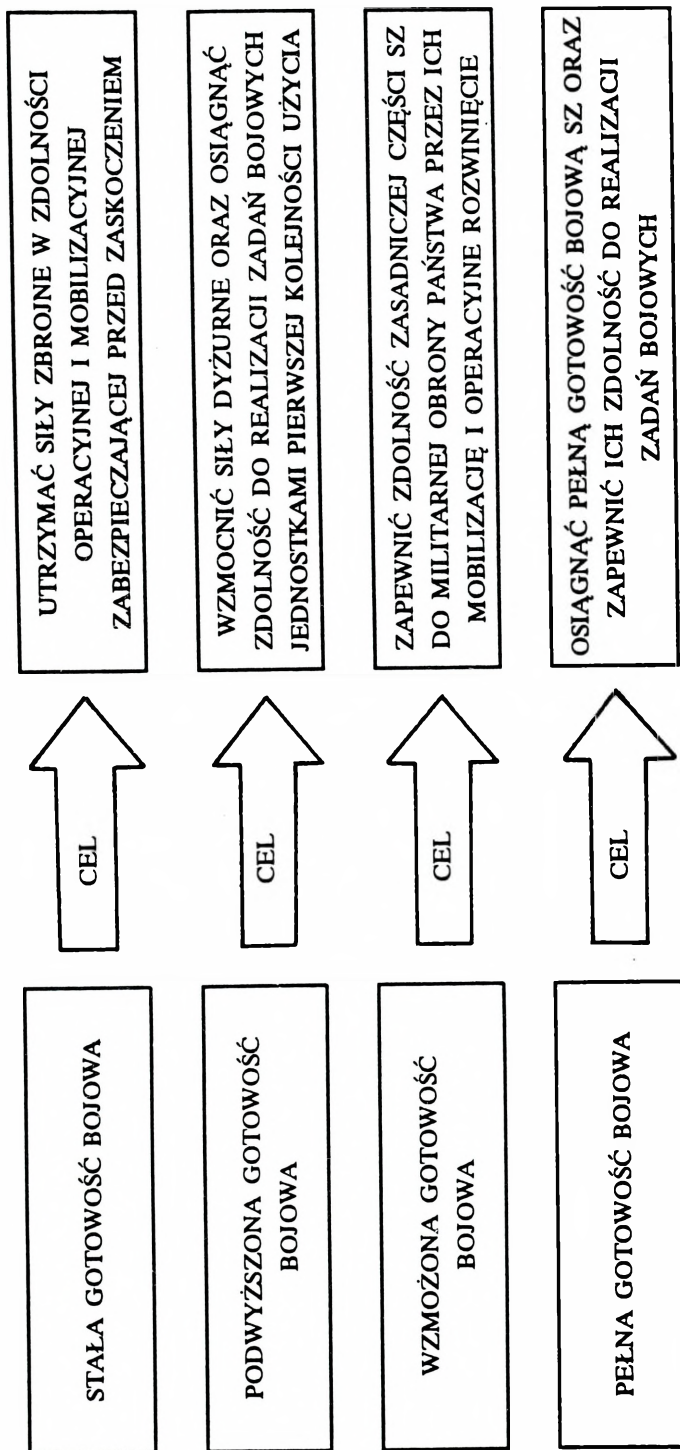 STAŁA GOTOWOŚĆ BOJOWA
CEL
UTRZYMAĆ SIŁY ZBROJNE W ZDOLNOŚCI
OPERACYJNEJ I MOBILIZACYJNEJ
ZABEZPIECZAJĄCEJ PRZED ZASKOCZENIEM
PODWYŻSZONA GOTOWOŚĆ
BOJOWA
CEL
WZMOCNIĆ SIŁY DYŻURNE ORAZ OSIĄGNĄĆ
ZDOLNOŚĆ DO REALIZACJI ZADAŃ BOJOWYCH
JEDNOSTKAMI PIERWSZEJ KOLEJNOŚCI UŻYCIA
WZMOŻONA GOTOWOŚĆ
BOJOWA
CEL
ZAPEWNIĆ ZDOLNOŚĆ ZASADNICZEJ CZĘŚCI SZ
DO MILITARNEJ OBRONY PAŃSTWA PRZEZ ICH
MOBILIZACJĘ I OPERACYJNE ROZWINIĘCIE
PEŁNA GOTOWOŚĆ BOJOWA
CEL
OSIĄGNĄĆ PEŁNĄ GOTOWOŚĆ BOJOWĄ SZ ORAZ
ZAPEWNIĆ ICH ZDOLNOŚĆ DO REALIZACJI
ZADAŃ BOJOWYCH